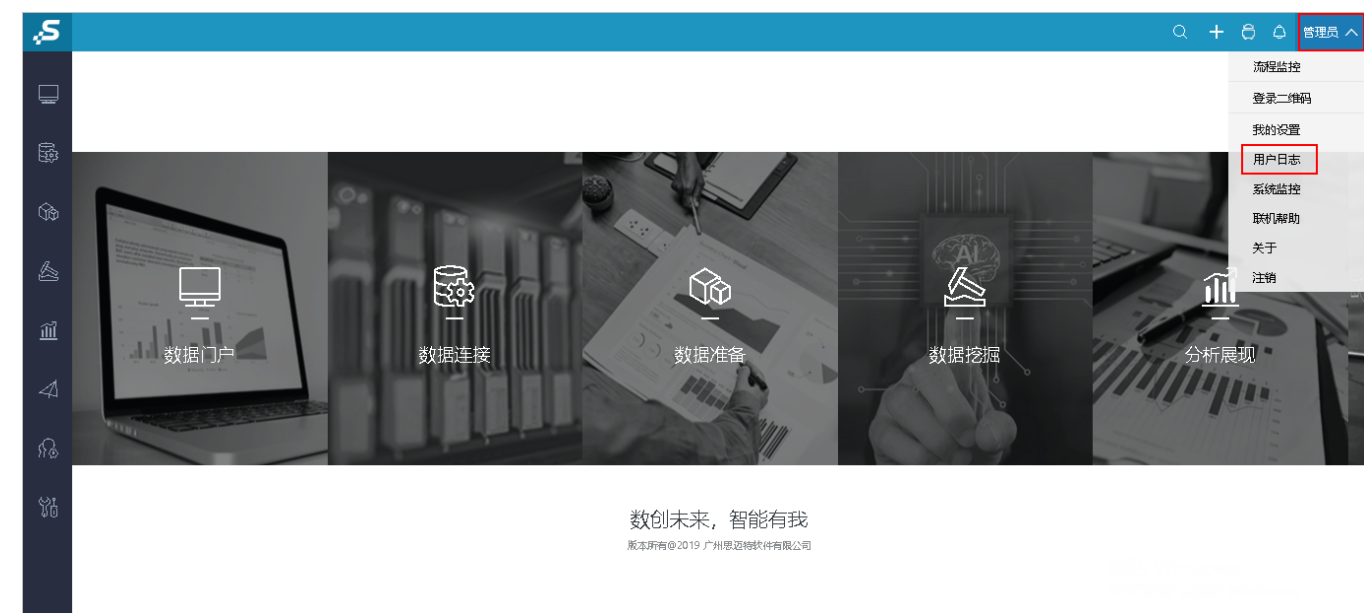 管理员
流程监控
登录二维码
我的设置
用户日志
系统监控
联机帮助
关于
注销
AI
数据门户
数据连接
数据准备
数据挖掘
分析展现
数创未来，智能有我
版本所有@2019 广州思迈特软件有限公司